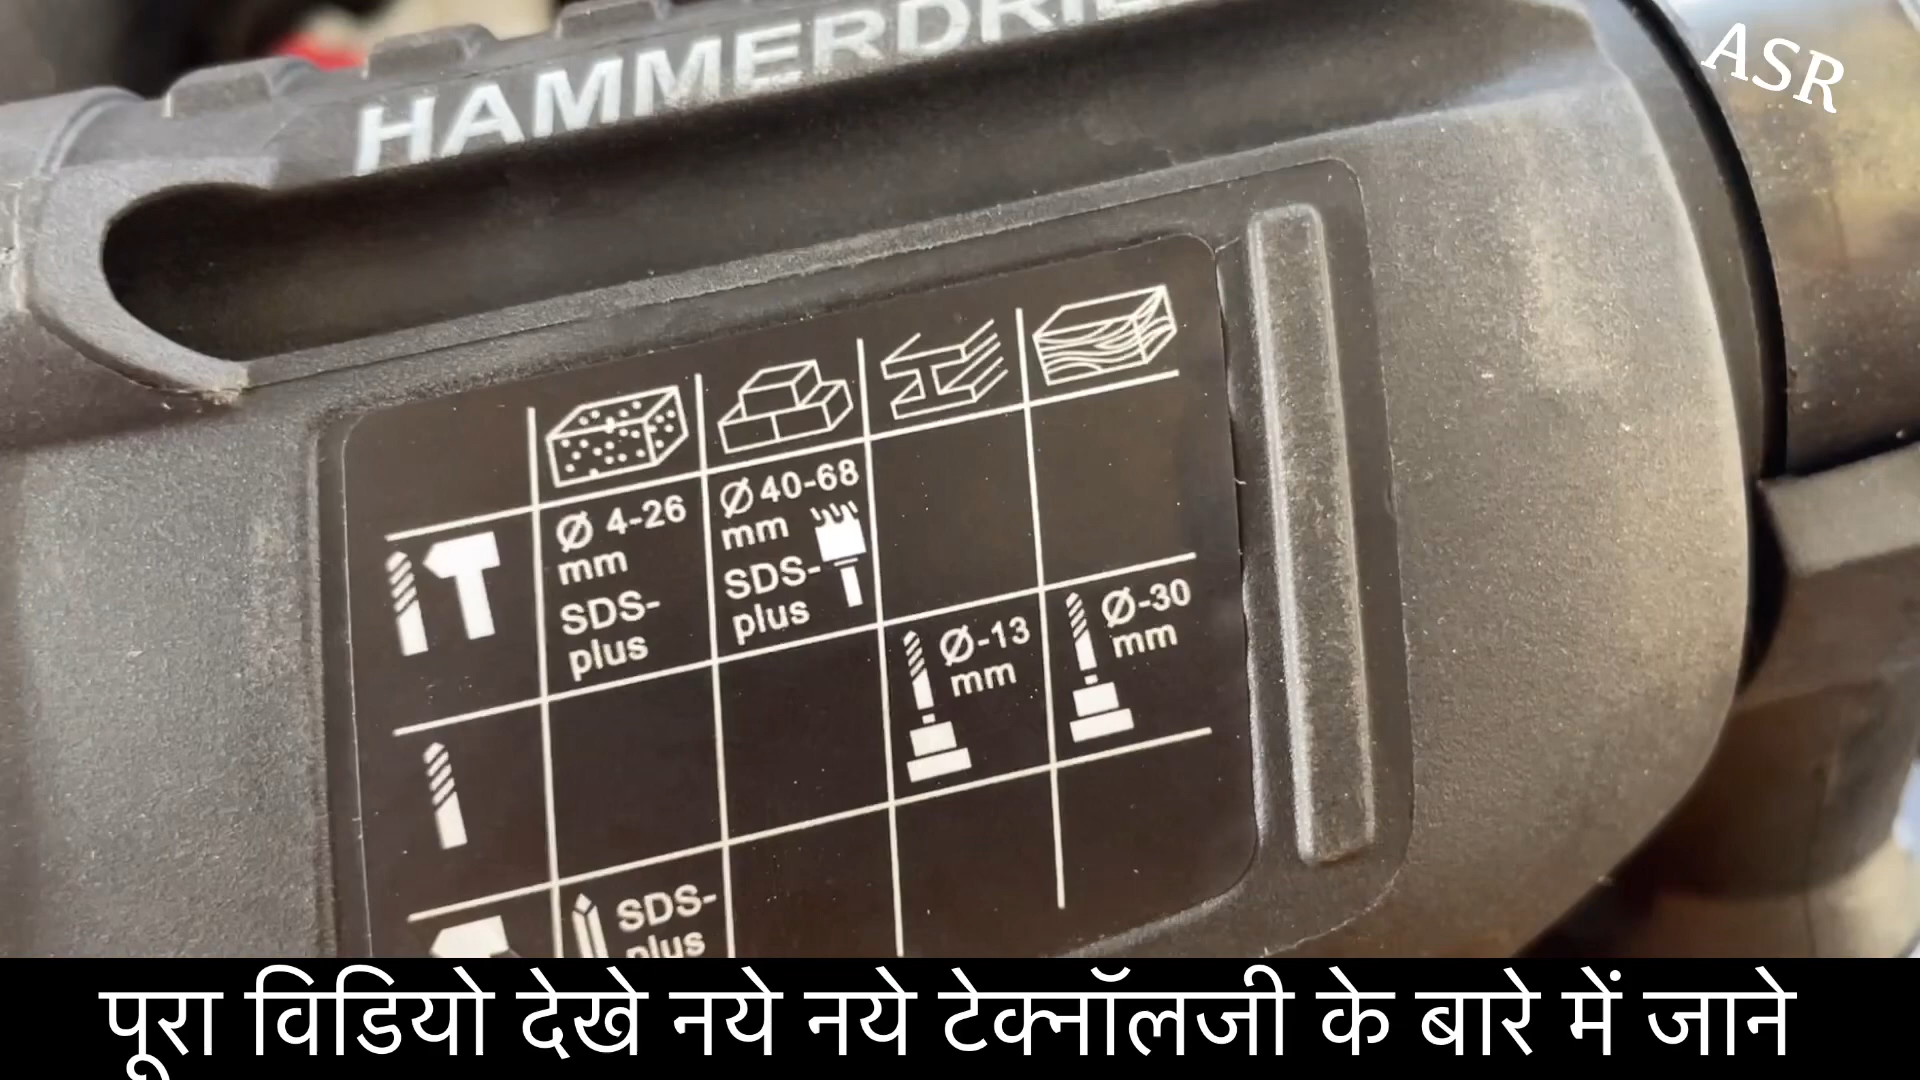 HAMMERDRILL
ASR
Ø 4-26
mm
SDS-
plus
Ø 40-68
mm
SDS-
plus
Ø-13
mm
Ø-30
mm
SDS-
plus
पूरा विडियो देखे नये नये टेक्नॉलजी के बारे में जाने